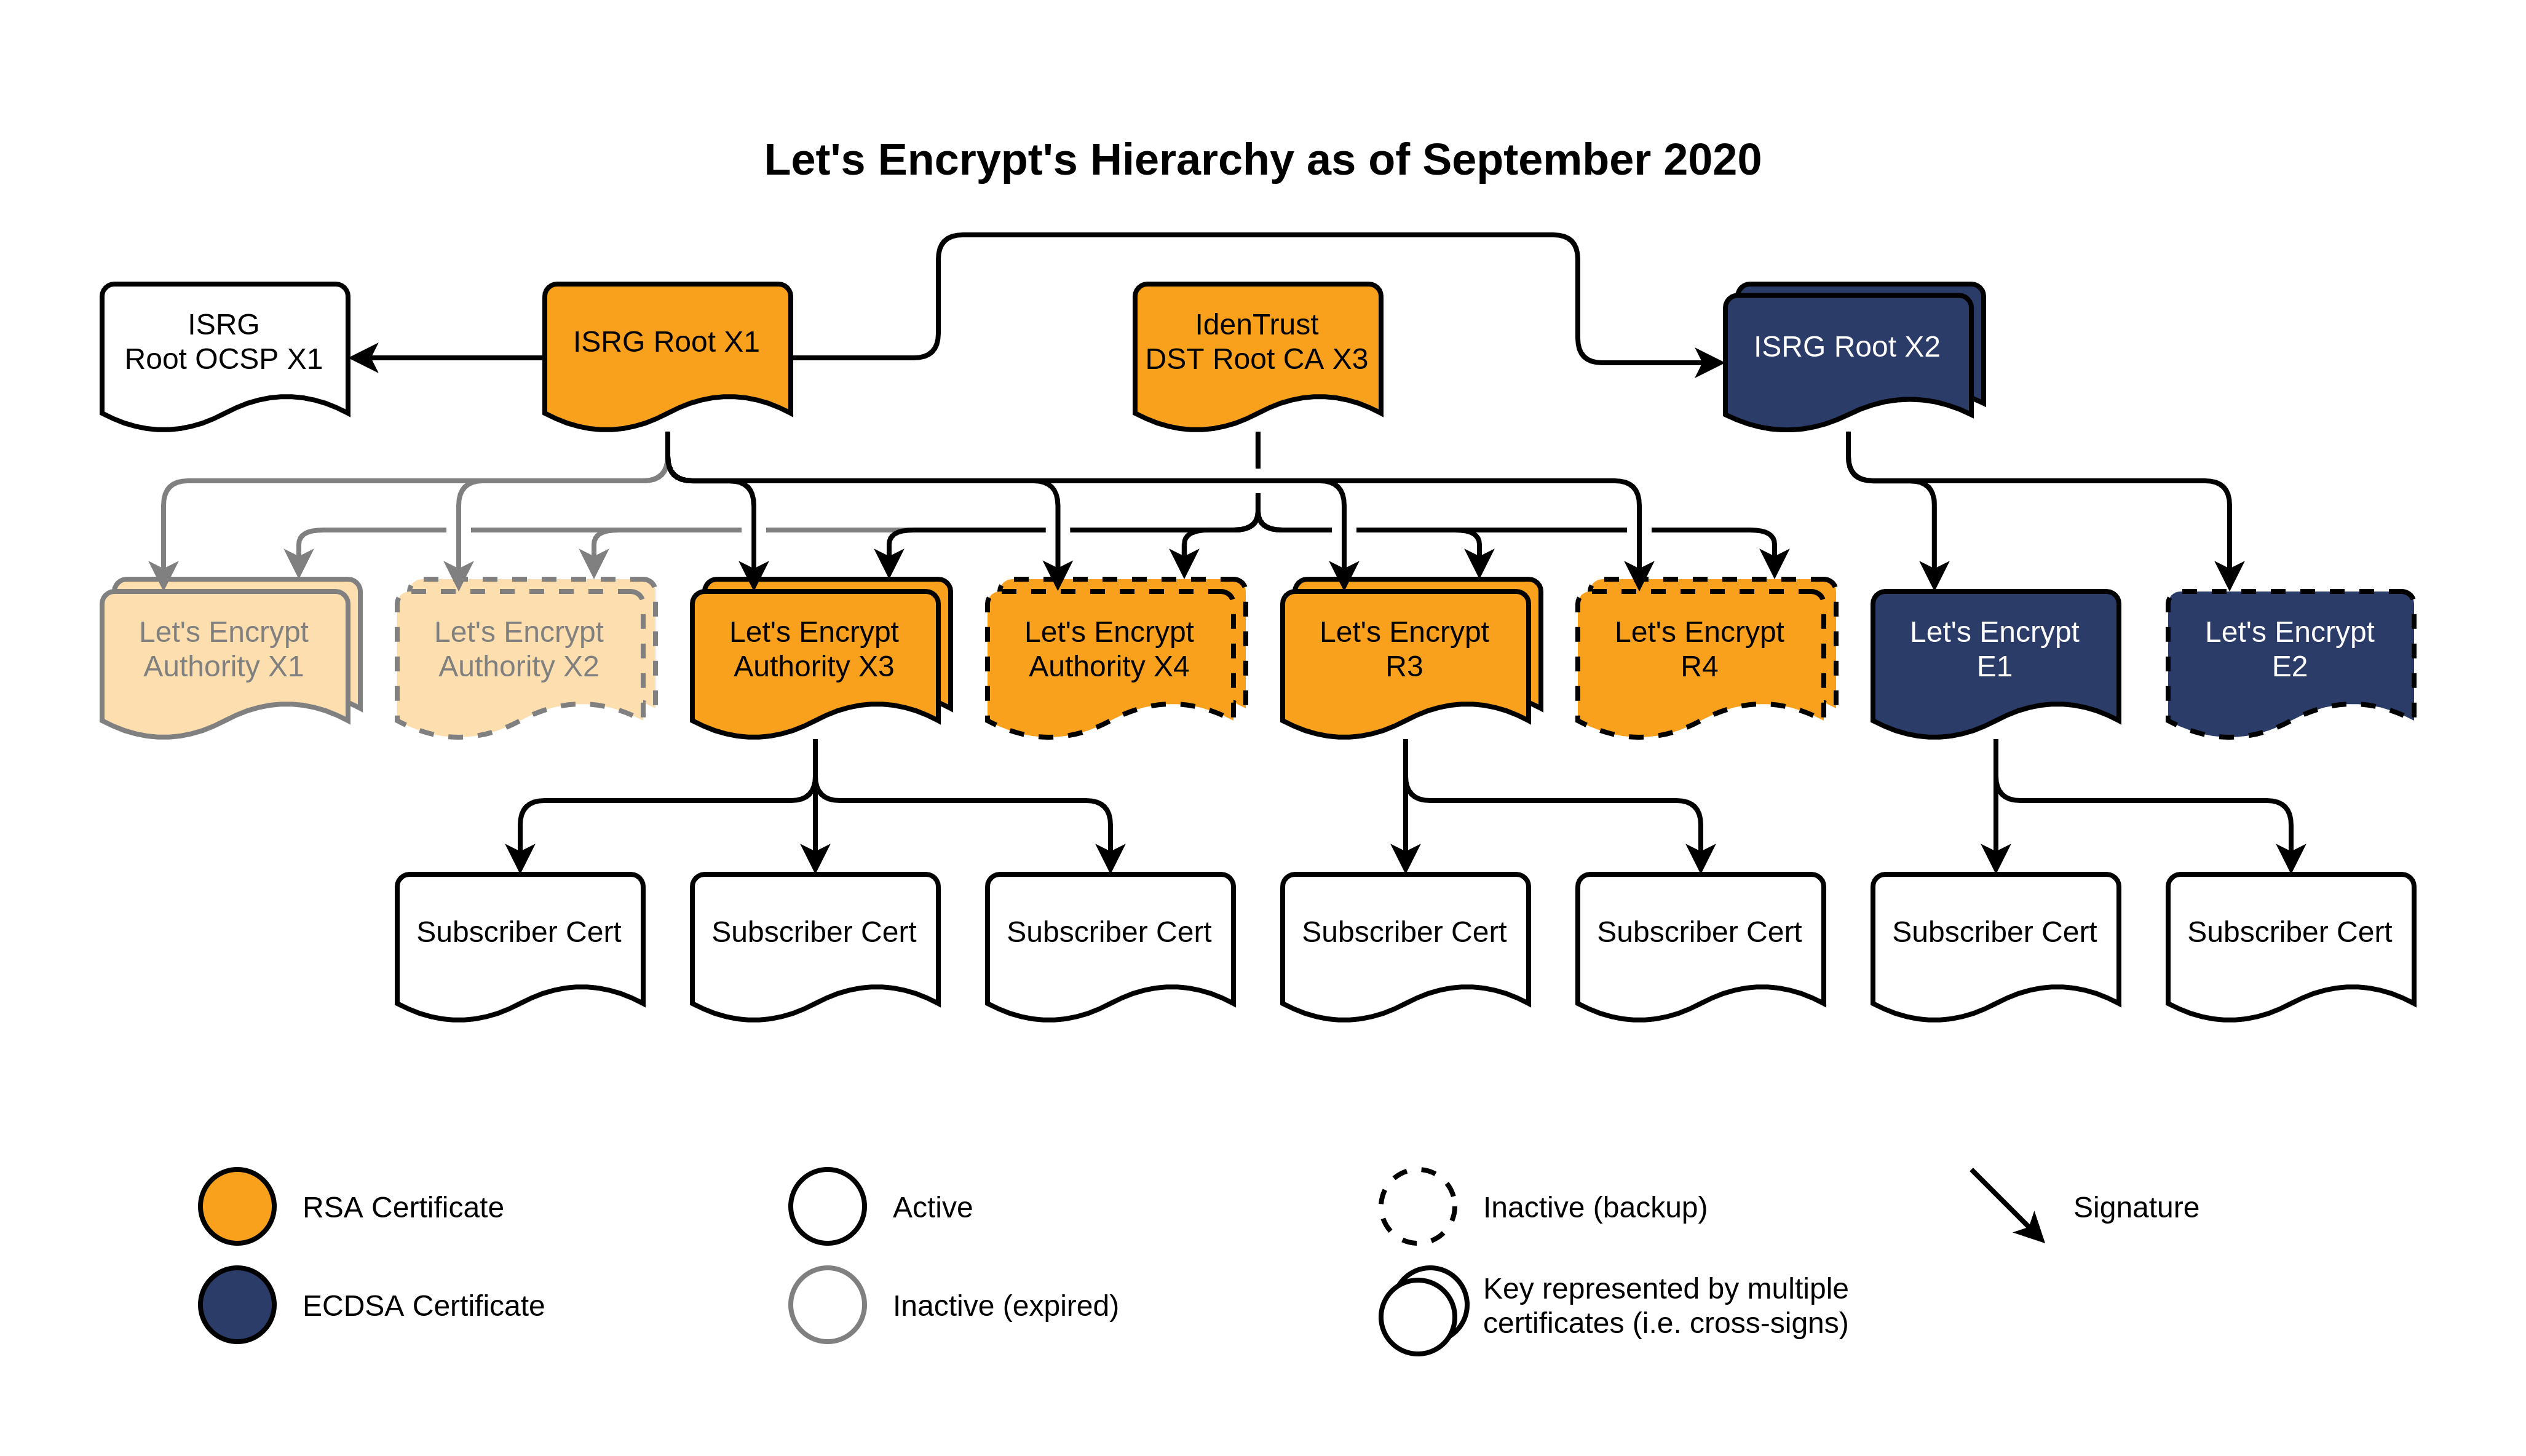 Let's Encrypt's Hierarchy as of September 2020
ISRG
Root OCSP X1
ISRG Root X1
IdenTrust
DST Root CA X3
ISRG Root X2
Let's Encrypt
Authority X1
Let's Encrypt
Authority X2
Let's Encrypt
Authority X3
Let's Encrypt
Authority X4
Let's Encrypt
R3
Let's Encrypt
R4
Let's Encrypt
E1
Let's Encrypt
E2
Subscriber Cert
Subscriber Cert
Subscriber Cert
Subscriber Cert
Subscriber Cert
Subscriber Cert
Subscriber Cert
RSA Certificate
Active
Inactive (backup)
Signature
ECDSA Certificate
Inactive (expired)
Key represented by multiple
certificates (i.e. cross-signs)